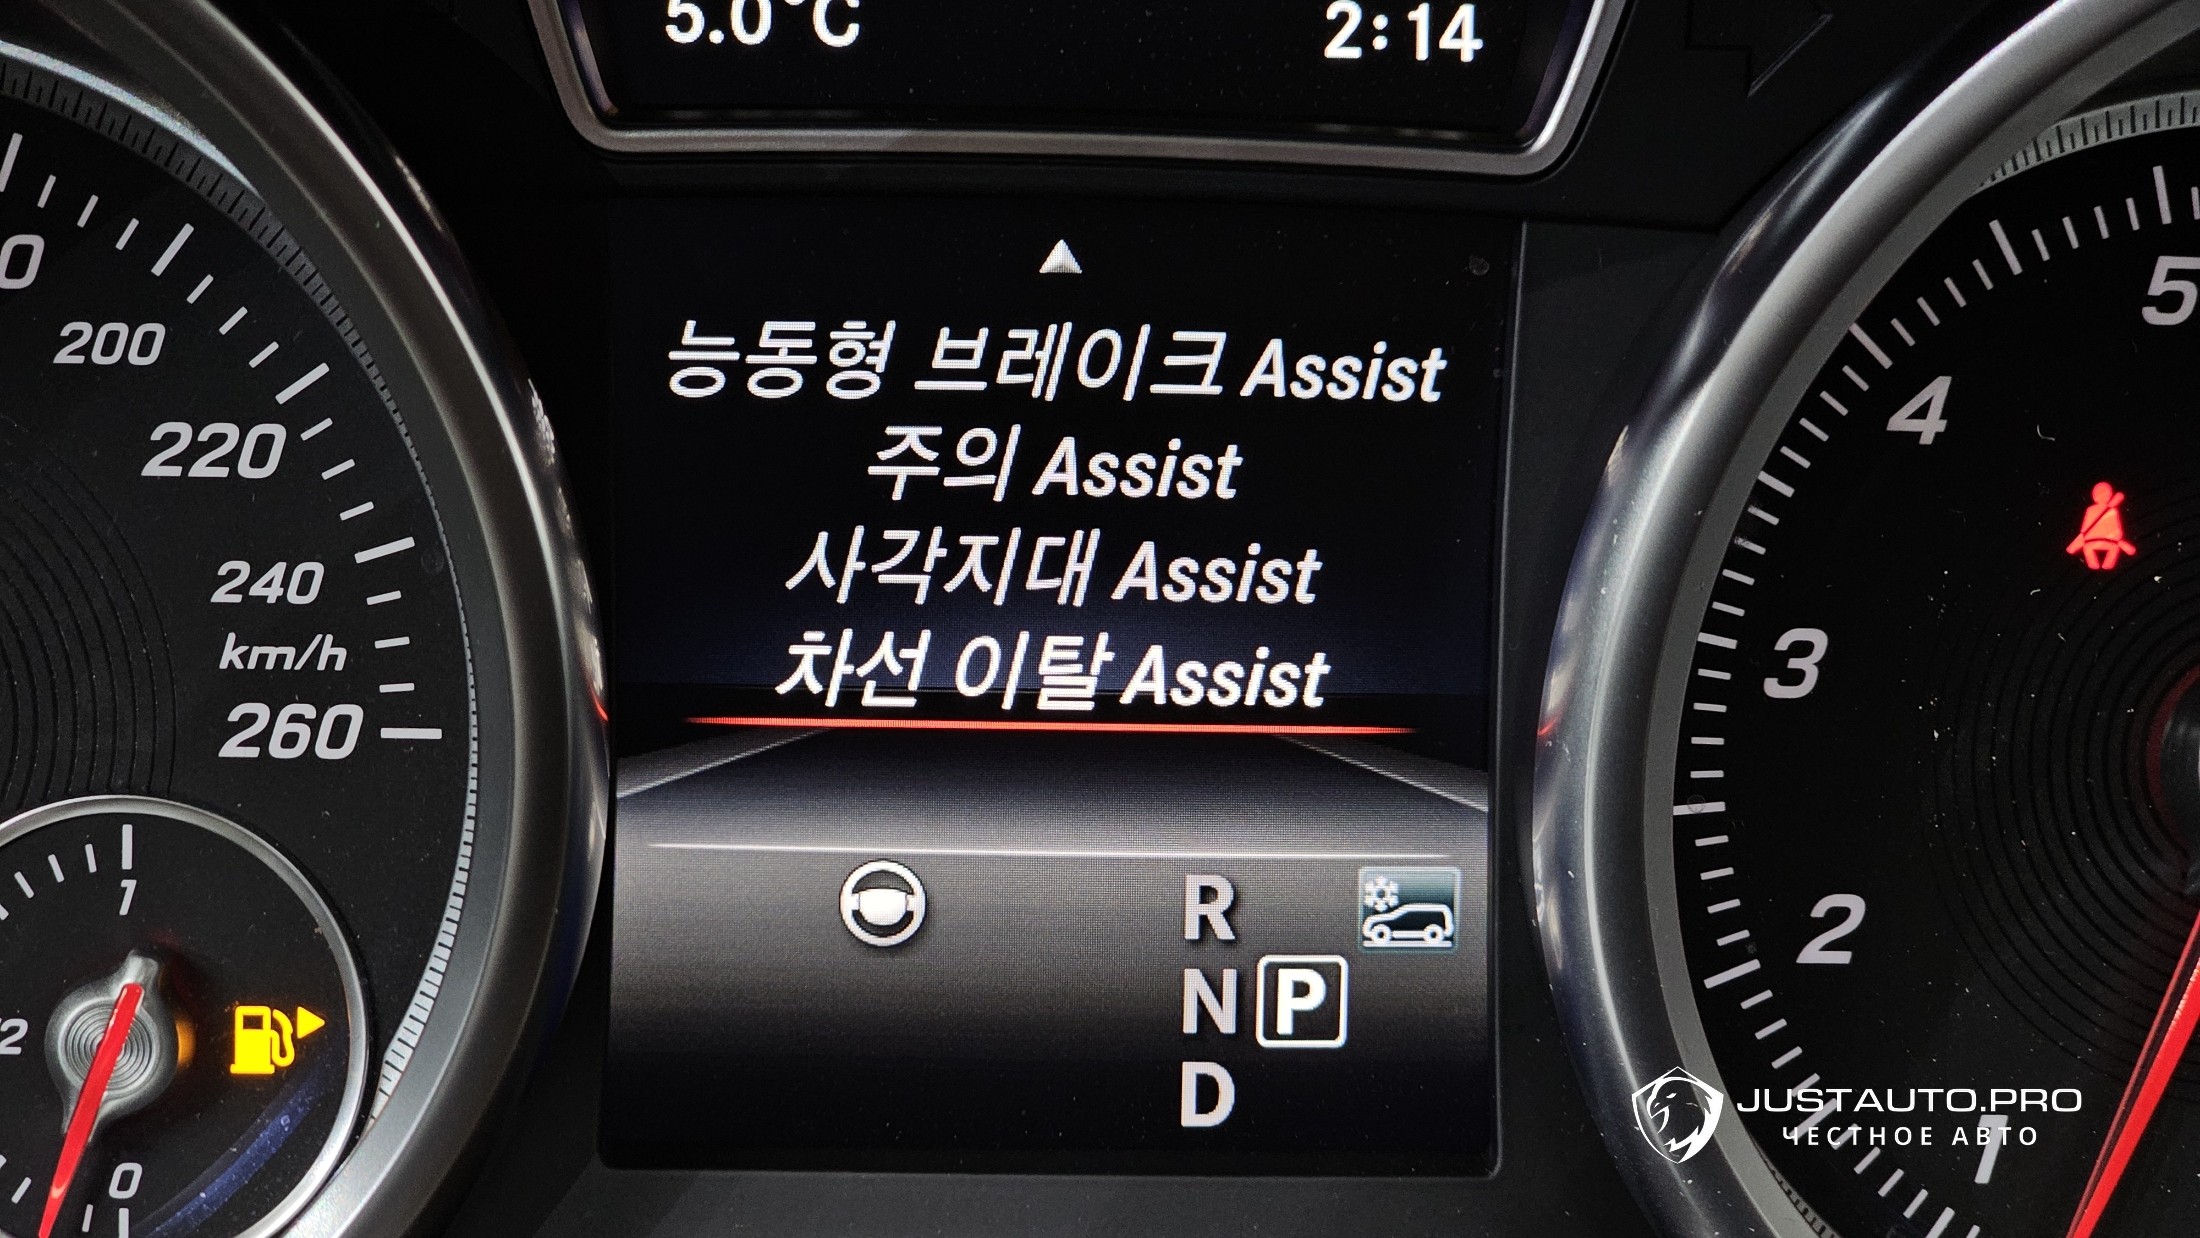 5.0°C
2:14
능동형 브레이크 Assist
주의 Assist
사각지대 Assist
차선 이탈 Assist
R
N P
D
200
220
240
km/h
260
1
0
5
4
3
2
1
JUSTAUTO.PRO
ЧЕСТНОЕ АВТО